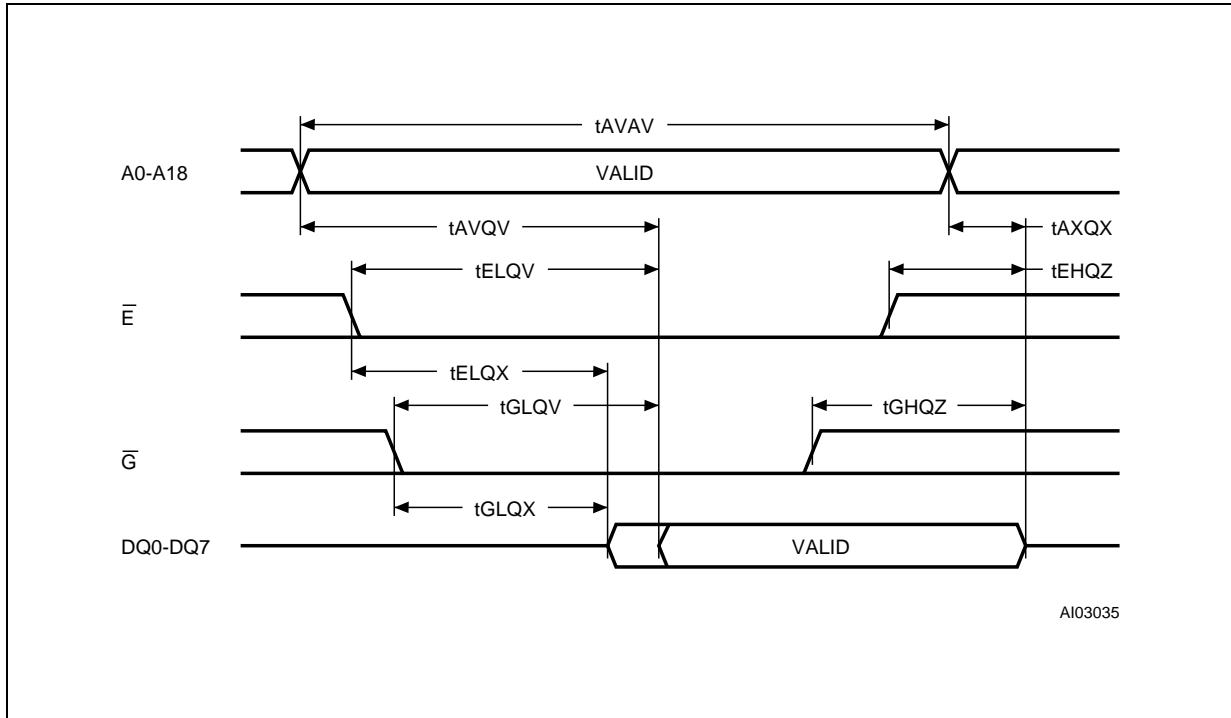 tAVAV
A0-A18
VALID
tAVQV
tAXQX
tELQV
tEHQZ
E̅
tELQX
tGLQV
tGHQZ
G̅
tGLQX
DQ0-DQ7
VALID
AI03035